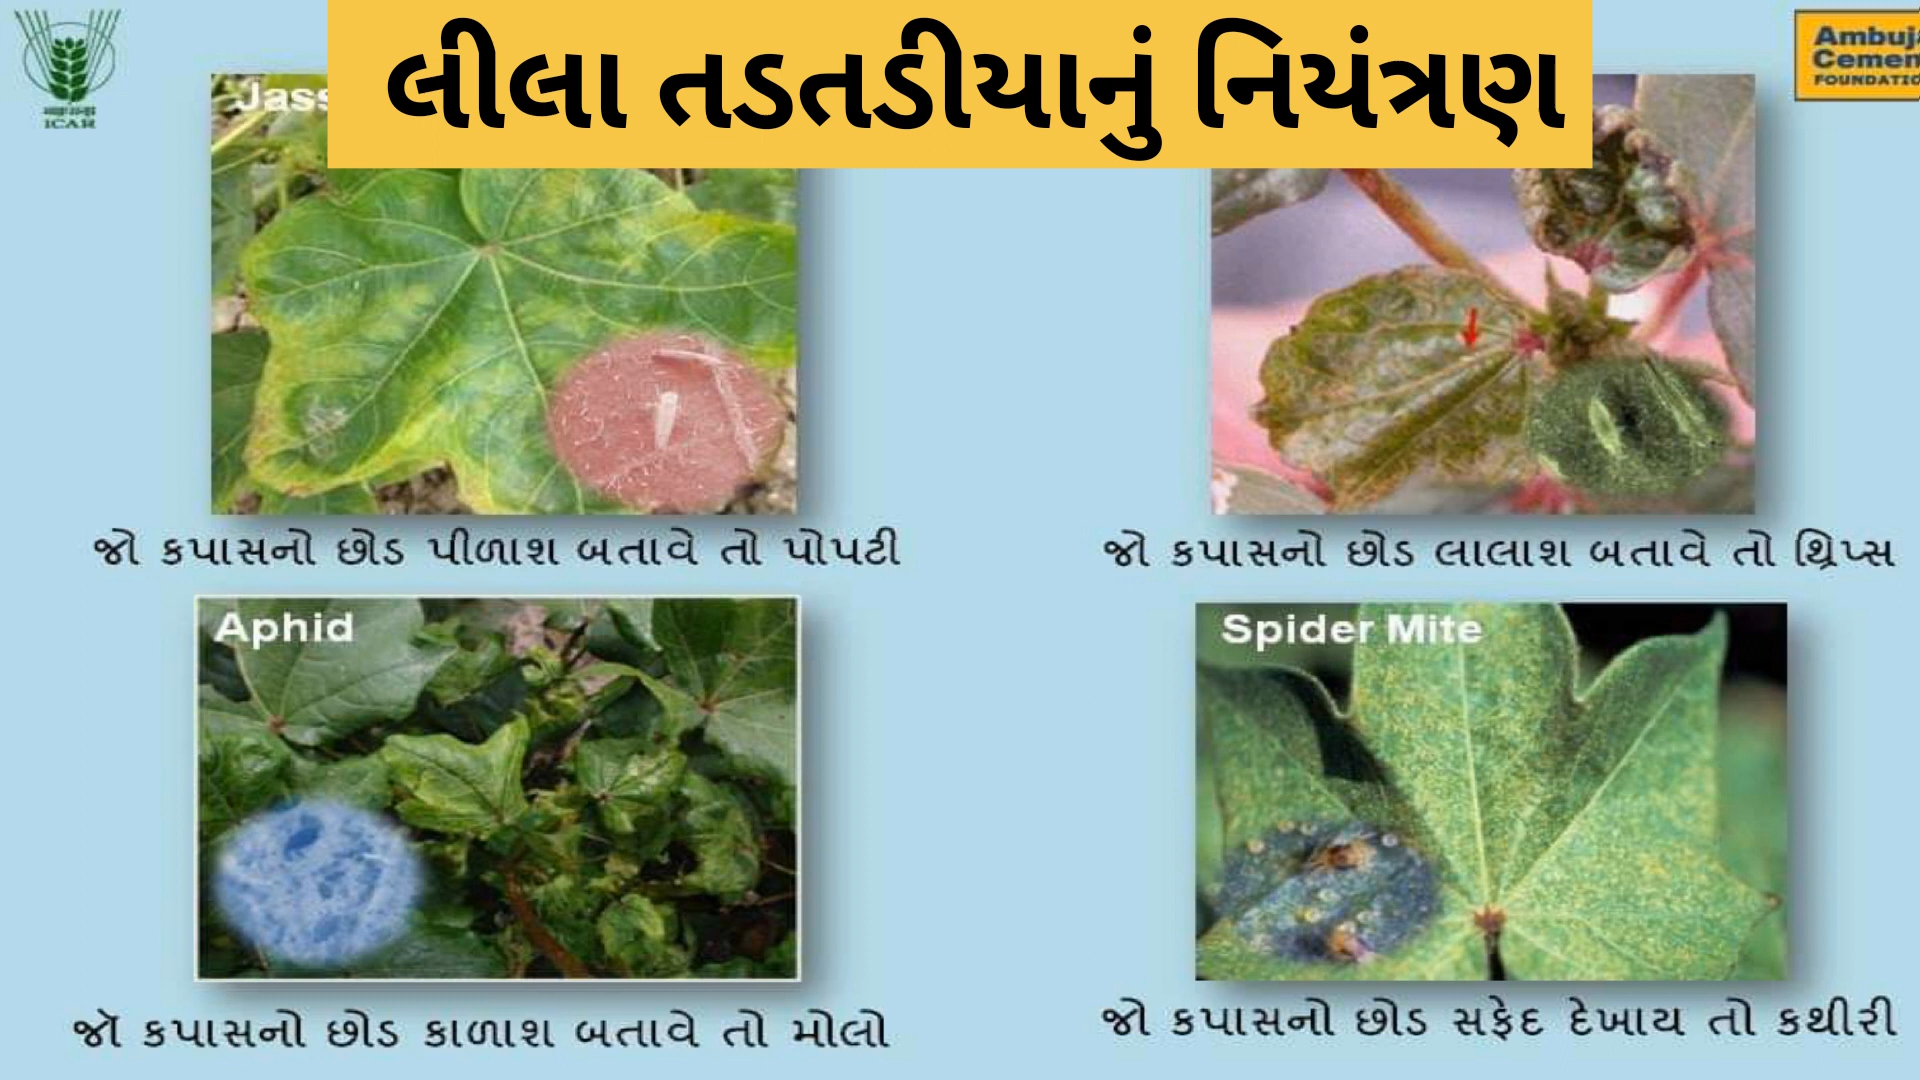 લીલા તડતડીયાનું નિયંત્રણ
ICAR
Ambuja
Cemen
FOUNDATIO
Jass
જો કપાસનો છોડ પીળાશ બતાવે તો પોપટી
જો કપાસનો છોડ લાલાશ બતાવે તો થ્રિપ્સ
Aphid
Spider Mite
જૉ કપાસનો છોડ કાળાશ બતાવે તો મોલો
જો કપાસનો છોડ સફેદ દેખાય તો કથીરી